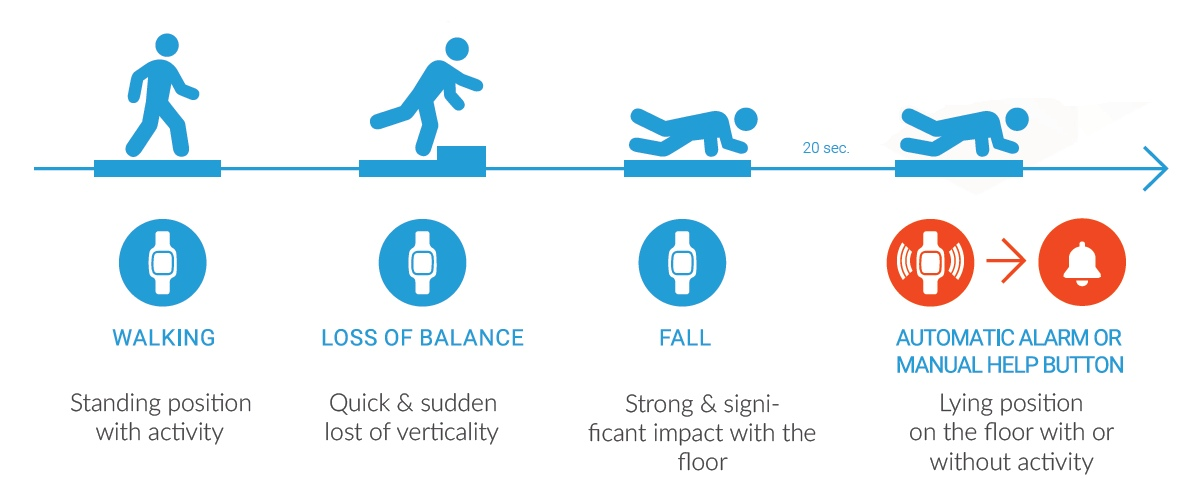 20 sec.
WALKING
Standing position
with activity
LOSS OF BALANCE
Quick & sudden
lost of verticality
FALL
Strong & signi-
ficant impact with the
floor
AUTOMATIC ALARM OR
MANUAL HELP BUTTON
Lying position
on the floor with or
without activity